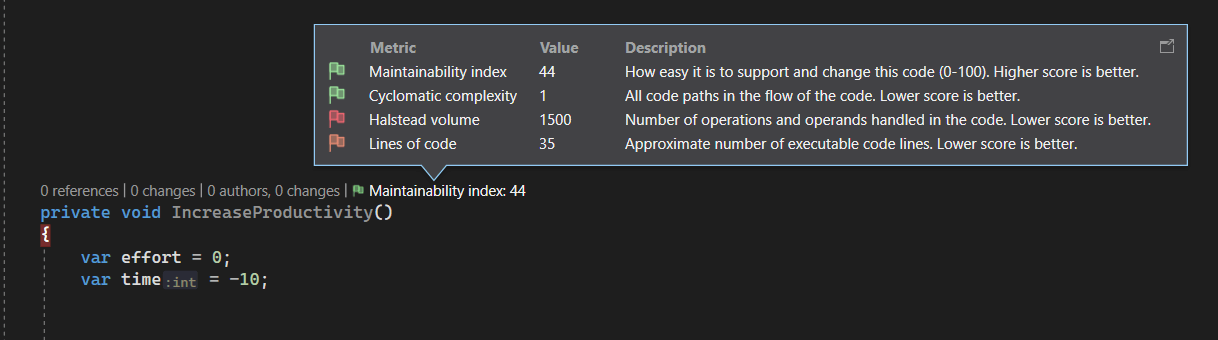 Metric Value Description
Maintainability index 44 How easy it is to support and change this code (0-100). Higher score is better.
Cyclomatic complexity 1 All code paths in the flow of the code. Lower score is better.
Halstead volume 1500 Number of operations and operands handled in the code. Lower score is better.
Lines of code 35 Approximate number of executable code lines. Lower score is better.
0 references | 0 changes | 0 authors, 0 changes | Maintainability index: 44
private void IncreaseProductivity()
{
var effort = 0;
var time:int = -10;